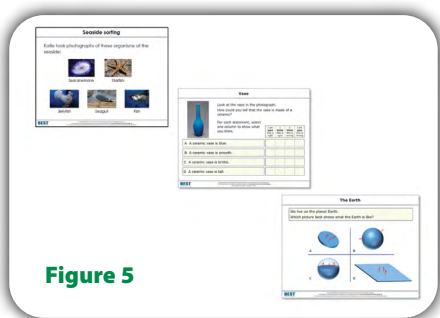 Seaside sorting
Katie took photographs of these organisms at the
seaside:
Sea anemone
Starfish
Jellyfish
Seagull
Fish
BEST
Vase
Look at the vase in the photograph.
How could you tell that the vase is made of a
ceramic?
For each statement, select
one column to show what
you think.
A A ceramic vase is blue.
B A ceramic vase is smooth.
C A ceramic vase is brittle.
D A ceramic vase is tall.
BEST
The Earth
We live on the planet Earth.
Which picture best shows what the Earth is like?
A
B
C
D
BEST
Figure 5